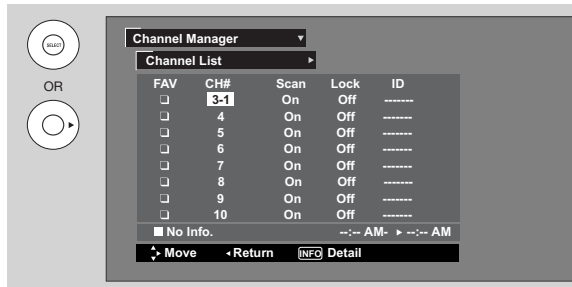 SELECT
OR
Channel Manager ▼
Channel List ►
FAV CH# Scan Lock ID
❏ 3-1 On Off -------
❏ 4 On Off -------
❏ 5 On Off -------
❏ 6 On Off -------
❏ 7 On Off -------
❏ 8 On Off -------
❏ 9 On Off -------
❏ 10 On Off -------
■ No Info. --:-- AM- ► --:-- AM
Move ◄Return INFO Detail